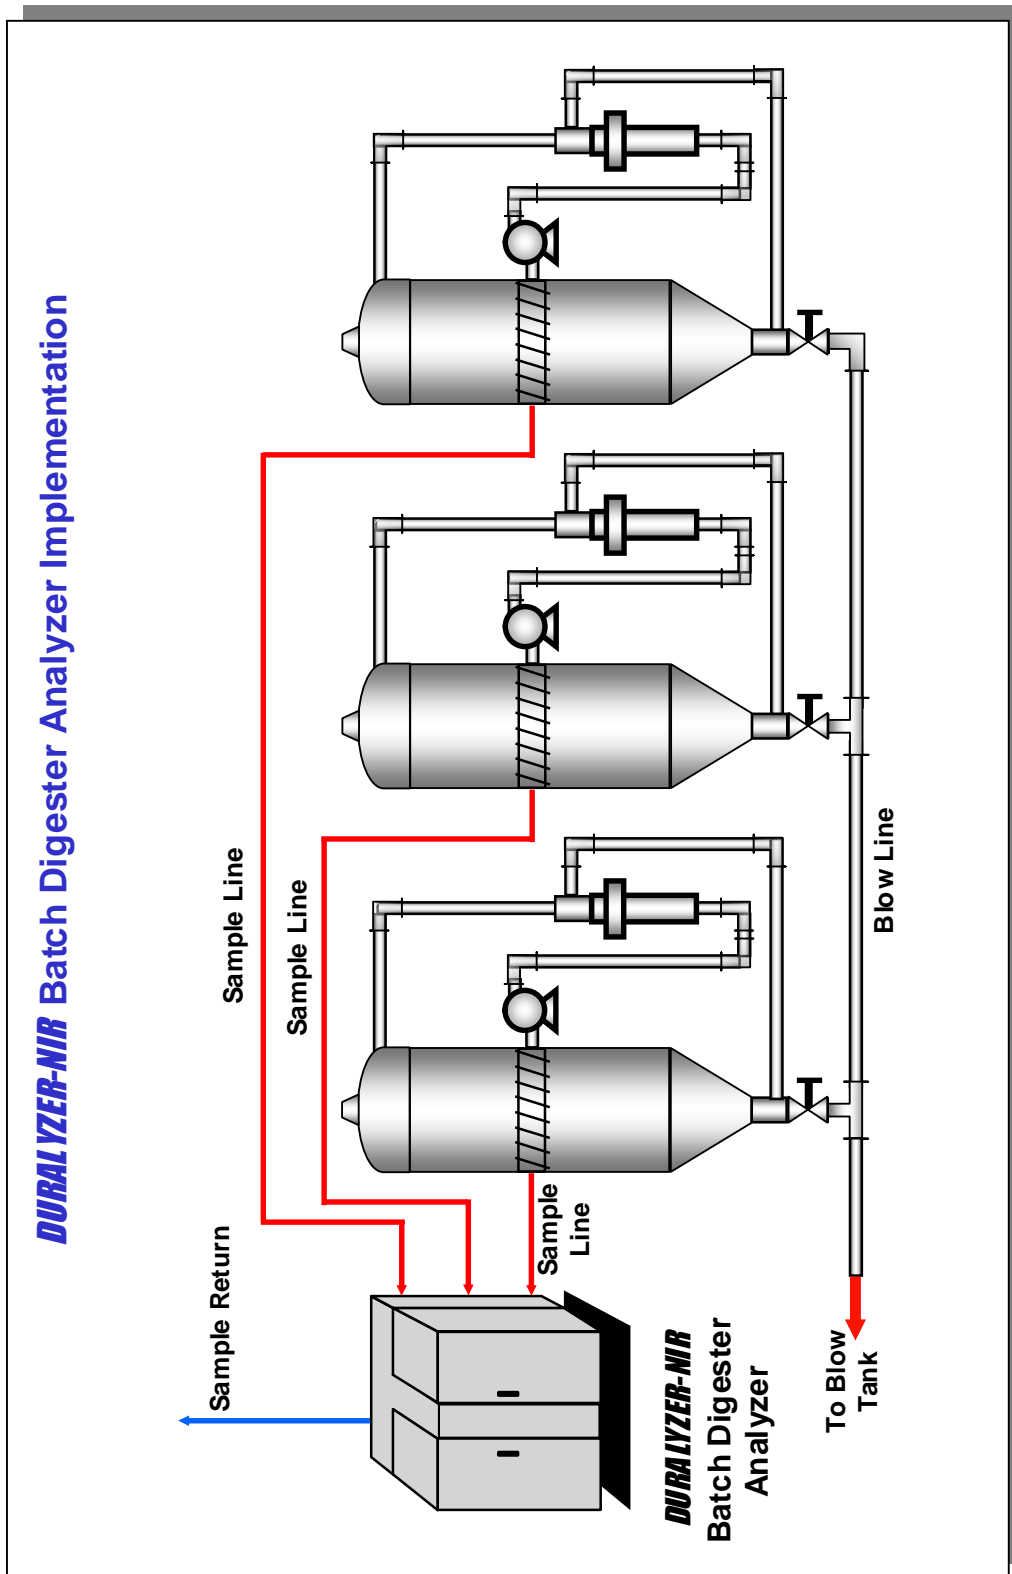 DURALYZER-NIR Batch Digester Analyzer Implementation
Sample Return
Sample Line
Sample Line
Sample
Line
DURALYZER-NIR
Batch Digester
Analyzer
To Blow
Tank
Blow Line